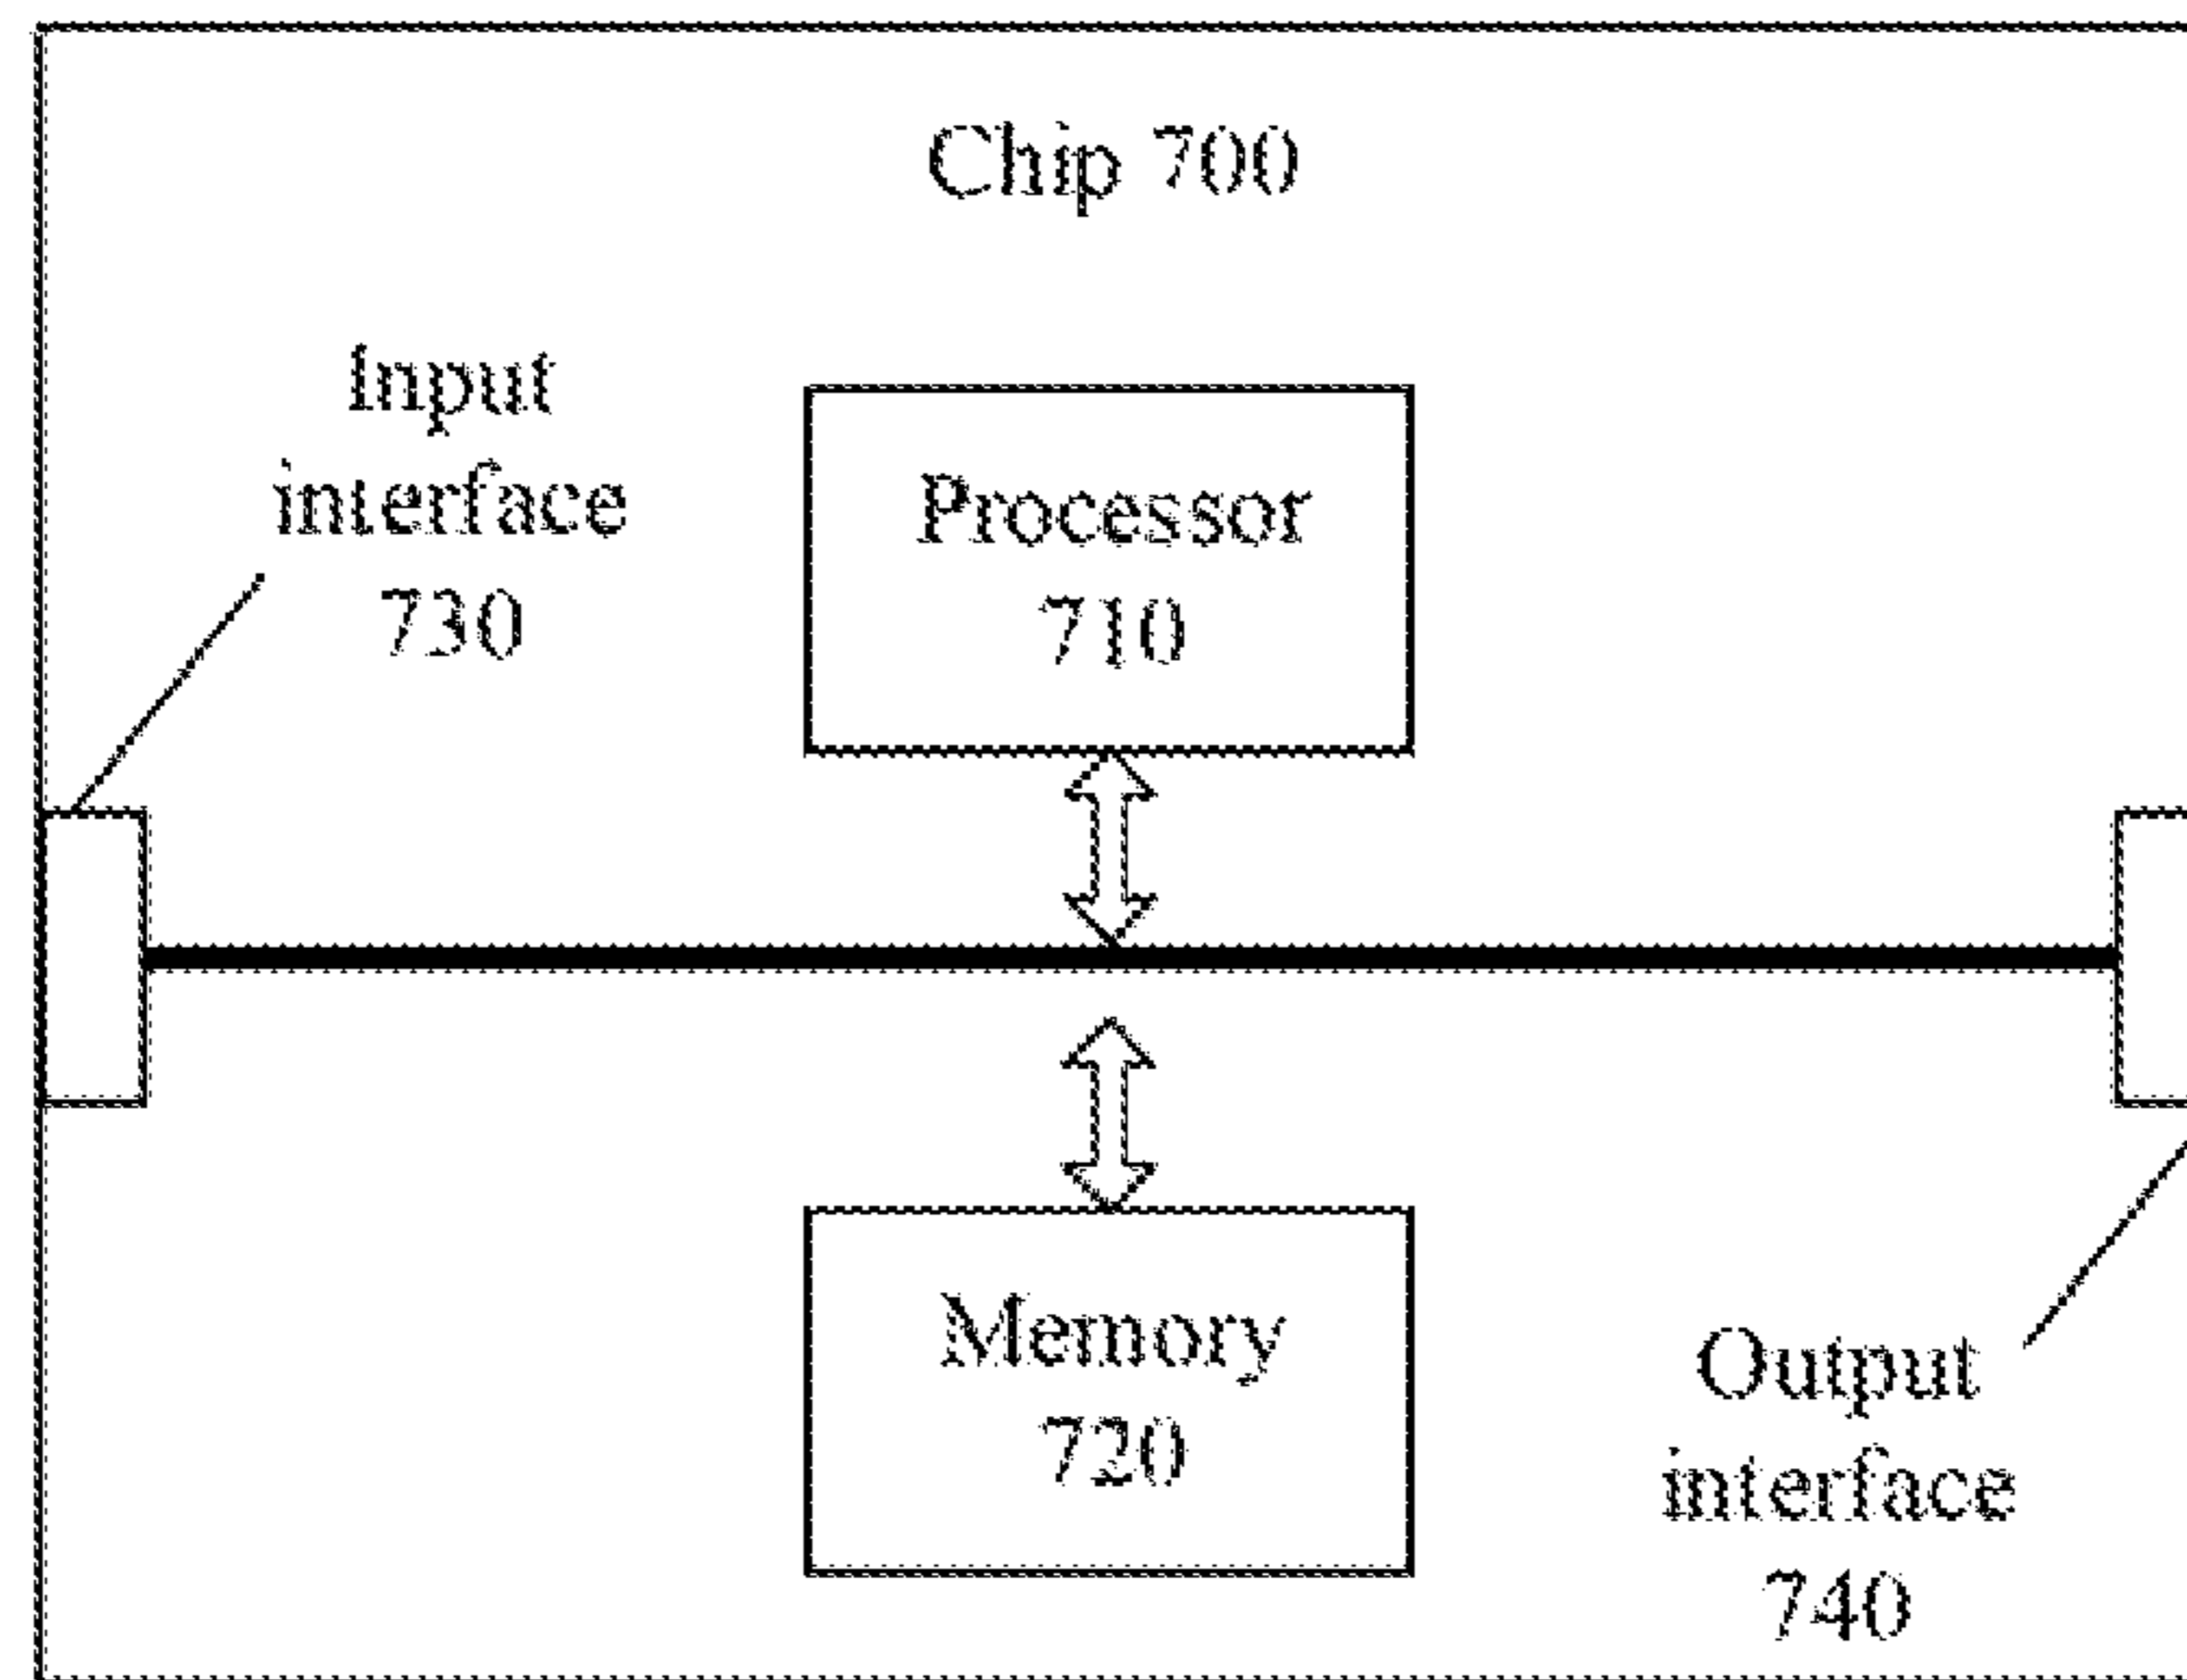 Chip 700
Input
interface
730
Processor
710
Memory
720
Output
interface
740